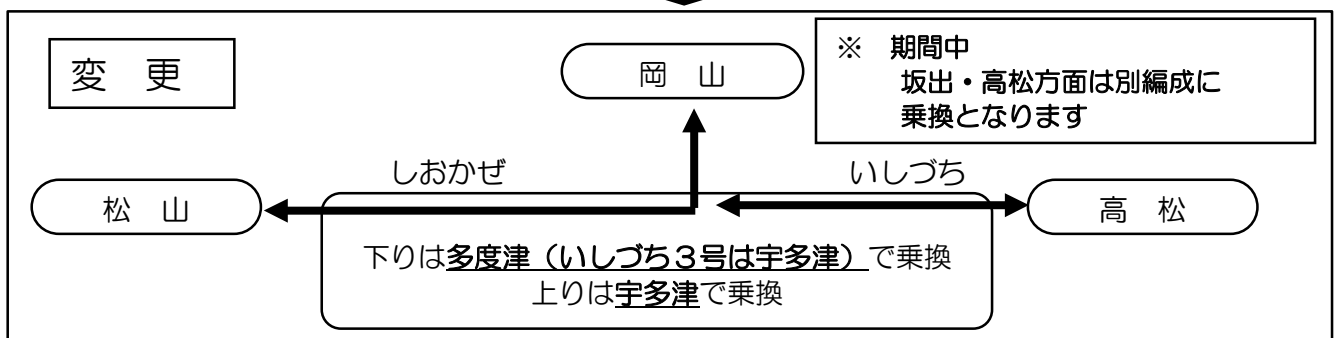 変 更
岡 山
※ 期間中
坂出・高松方面は別編成に
乗換となります
しおかぜ
いしづち
松 山
高 松
下りは多度津（いしづち３号は宇多津）で乗換
上りは宇多津で乗換